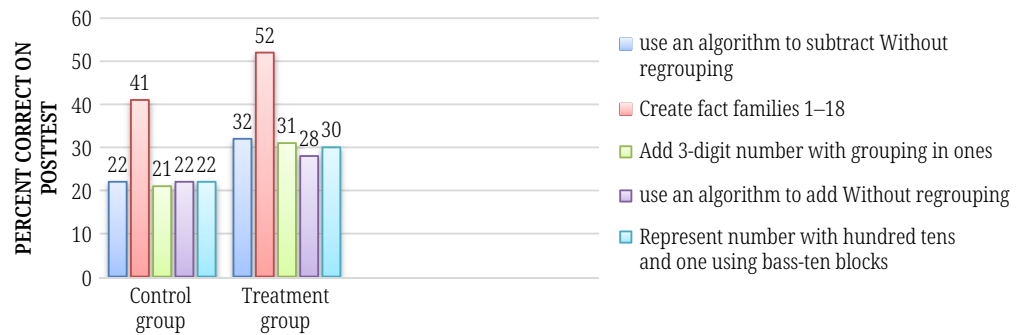 60
50
40
30
20
10
0
PERCENT CORRECT ON
POSTTEST
22
41
21
22
22
32
52
31
28
30
Control
group
Treatment
group
use an algorithm to subtract Without
regrouping
Create fact families 1–18
Add 3-digit number with grouping in ones
use an algorithm to add Without regrouping
Represent number with hundred tens
and one using bass-ten blocks